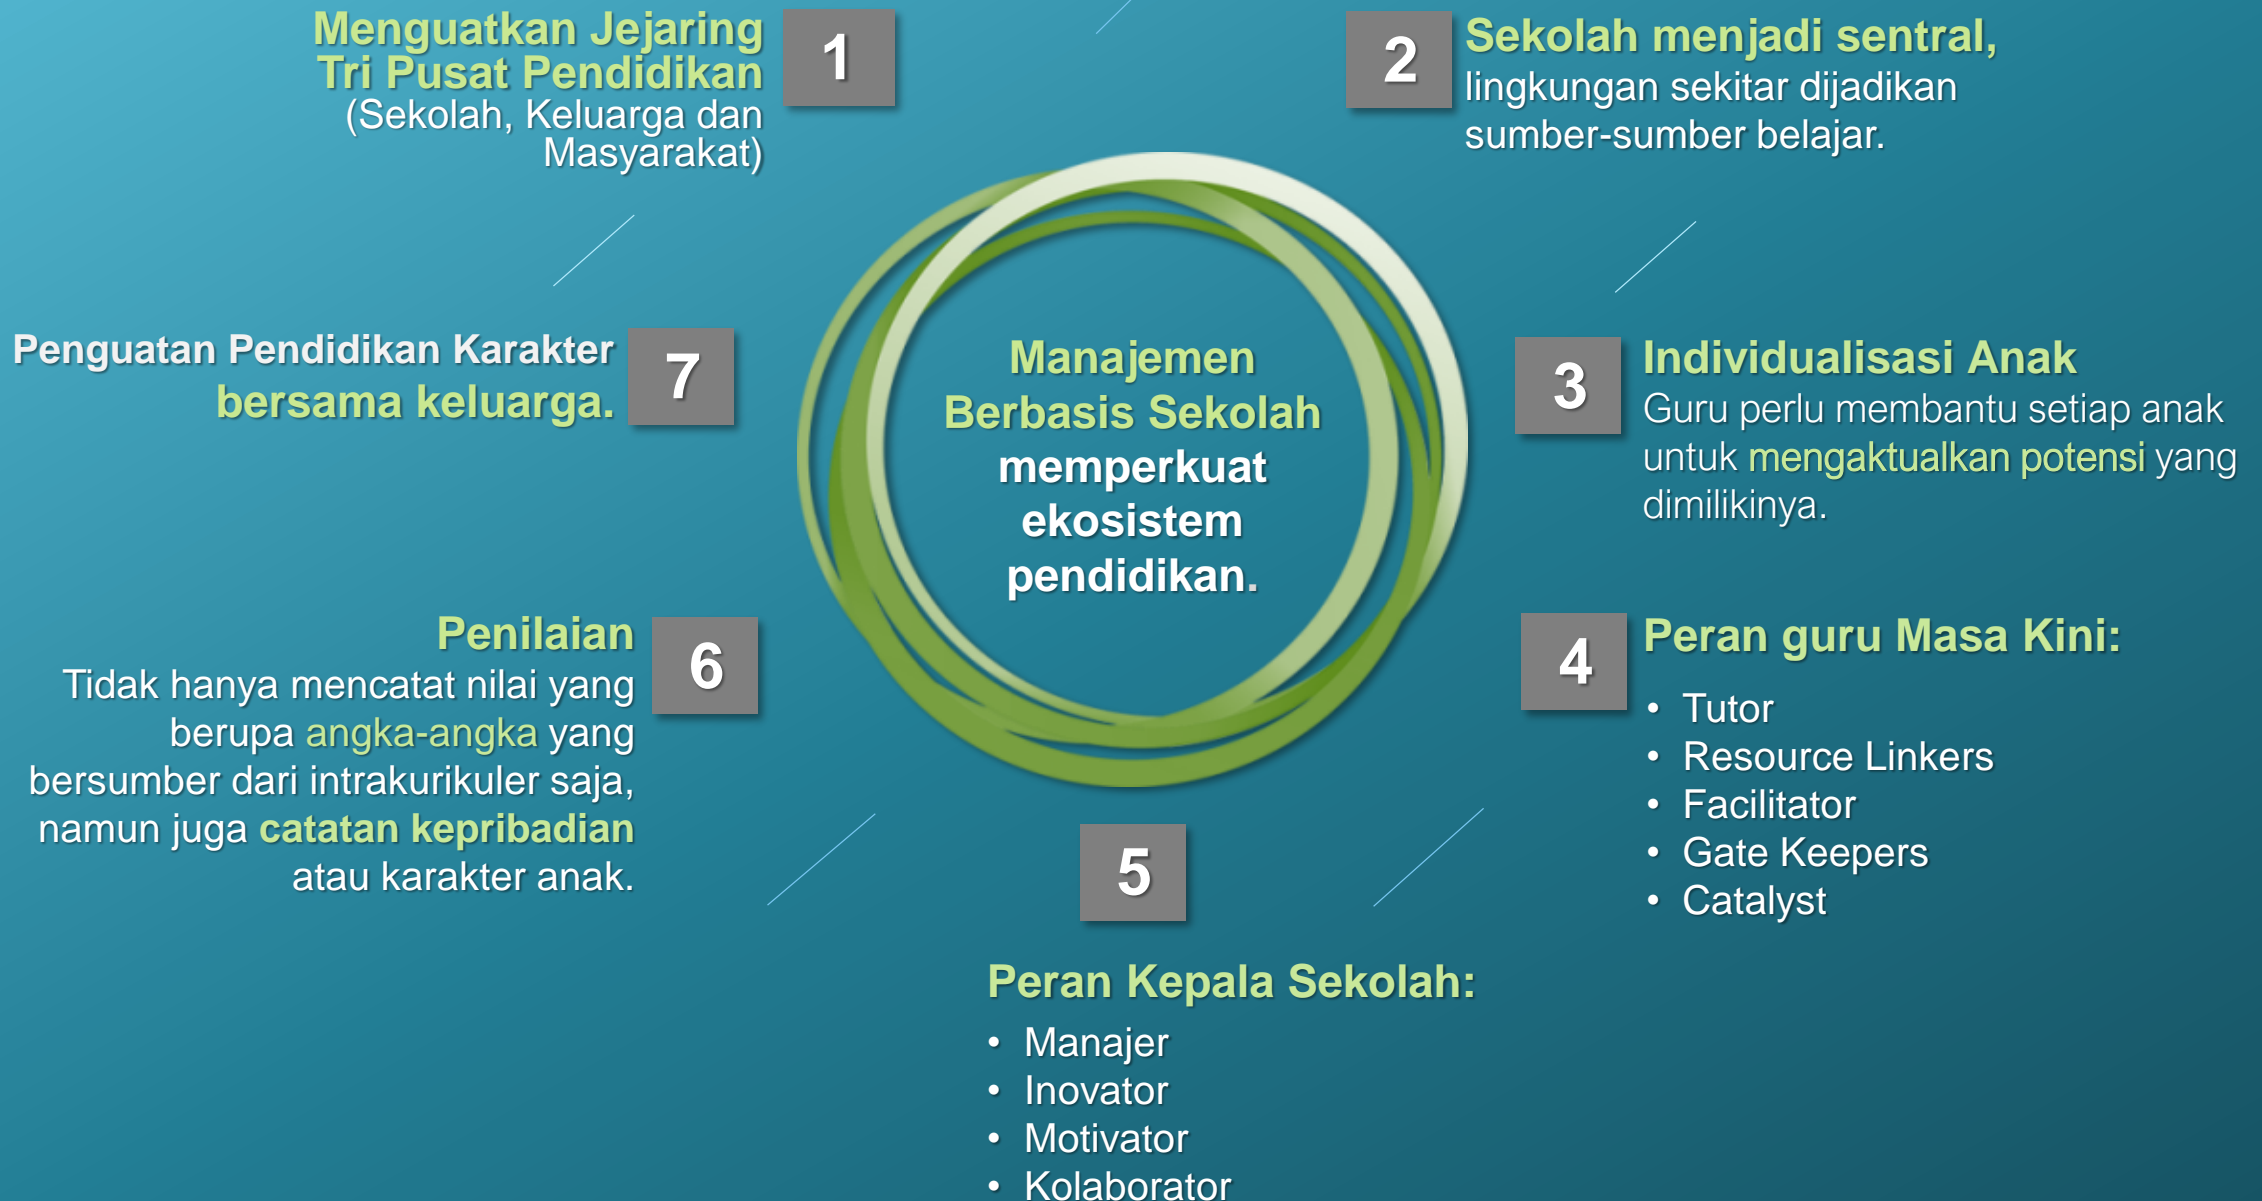 Menguatkan Jejaring
Tri Pusat Pendidikan
(Sekolah, Keluarga dan
Masyarakat)
1
2
Sekolah menjadi sentral,
lingkungan sekitar dijadikan
sumber-sumber belajar.
Manajemen
Berbasis Sekolah
memperkuat
ekosistem
pendidikan.
3
Individualisasi Anak
Guru perlu membantu setiap anak
untuk mengaktualkan potensi yang
dimilikinya.
4
Peran guru Masa Kini:
• Tutor
• Resource Linkers
• Facilitator
• Gate Keepers
• Catalyst
5
Peran Kepala Sekolah:
• Manajer
• Inovator
• Motivator
• Kolaborator
6
Penilaian
Tidak hanya mencatat nilai yang
berupa angka-angka yang
bersumber dari intrakurikuler saja,
namun juga catatan kepribadian
atau karakter anak.
7
Penguatan Pendidikan Karakter
bersama keluarga.